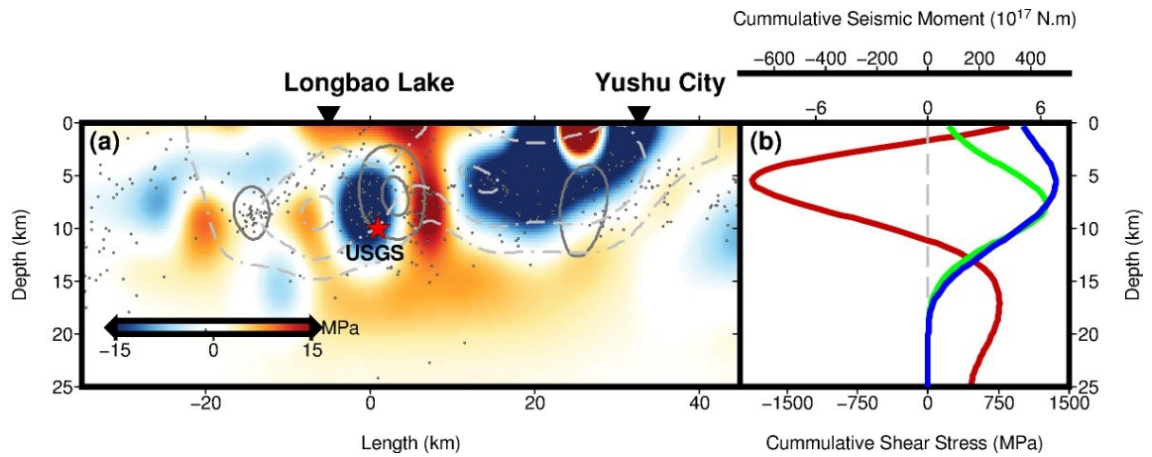 Cummulative Seismic Moment (10¹⁷ N.m)
−600 −400 −200 0 200 400
Longbao Lake Yushu City
−6 0 6
(a) (b)
0 5 10 15 20 25
Depth (km)
USGS
MPa
−15 0 15
−20 0 20 40
Length (km)
0 5 10 15 20 25
Depth (km)
−1500 −750 0 750 1500
Cummulative Shear Stress (MPa)